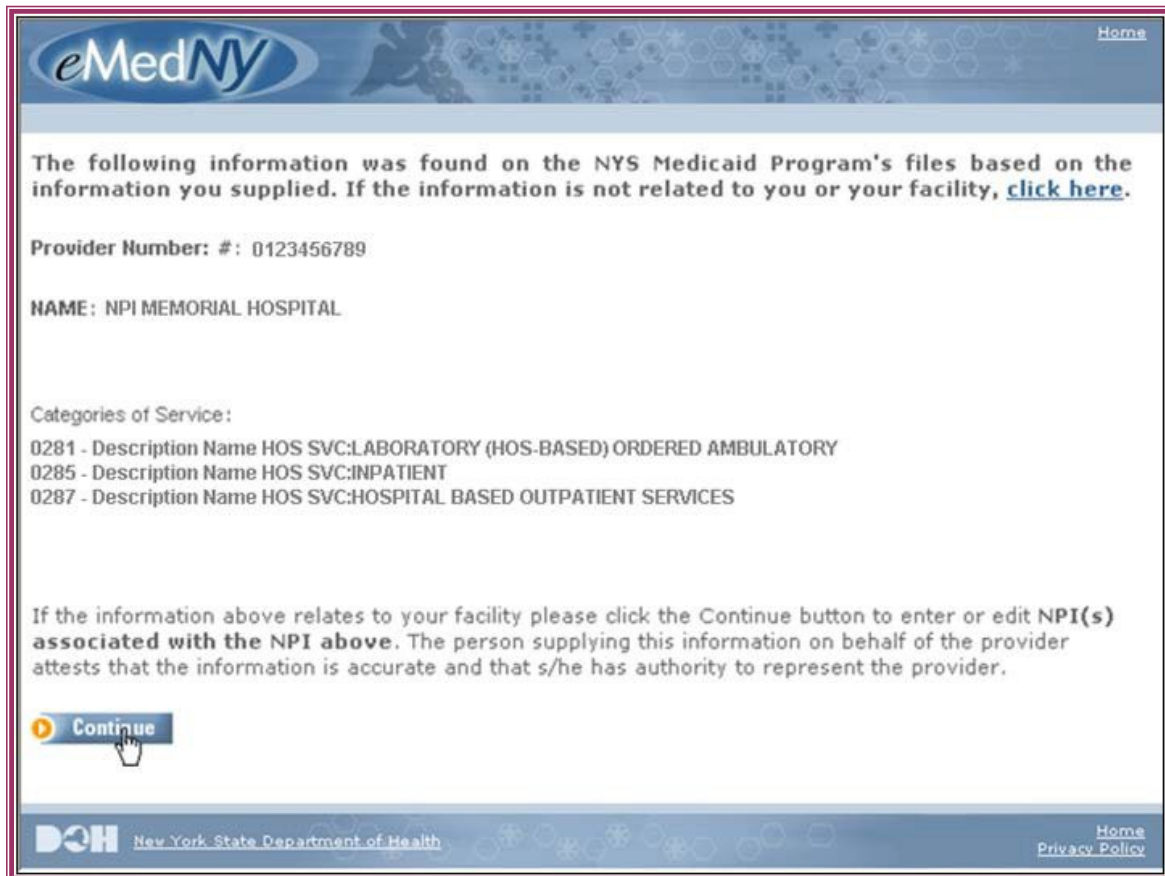 eMedNY
Home
The following information was found on the NYS Medicaid Program's files based on the
information you supplied. If the information is not related to you or your facility, click here.
Provider Number: #: 0123456789
NAME: NPI MEMORIAL HOSPITAL
Categories of Service:
0281 - Description Name HOS SVC:LABORATORY (HOS-BASED) ORDERED AMBULATORY
0285 - Description Name HOS SVC:INPATIENT
0287 - Description Name HOS SVC:HOSPITAL BASED OUTPATIENT SERVICES
If the information above relates to your facility please click the Continue button to enter or edit NPI(s)
associated with the NPI above. The person supplying this information on behalf of the provider
attests that the information is accurate and that s/he has authority to represent the provider.
Continue
DOH New York State Department of Health
Home
Privacy Policy